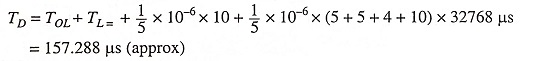 T_D = T_OL + T_L = + 1/5 × 10^-6 × 10 + 1/5 × 10^-6 × (5 + 5 + 4 + 10) × 32768 μs
= 157.288 μs (approx)